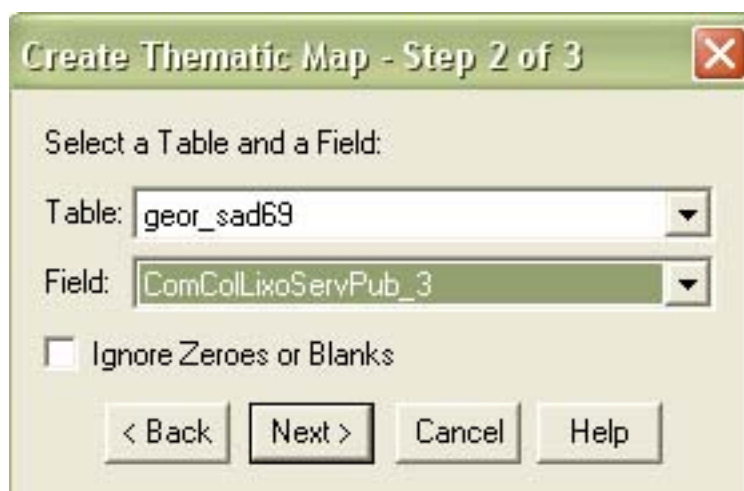 Create Thematic Map - Step 2 of 3
Select a Table and a Field:
Table: geor_sad69
Field: ComColLixoServPub_3
Ignore Zeroes or Blanks
< Back Next > Cancel Help